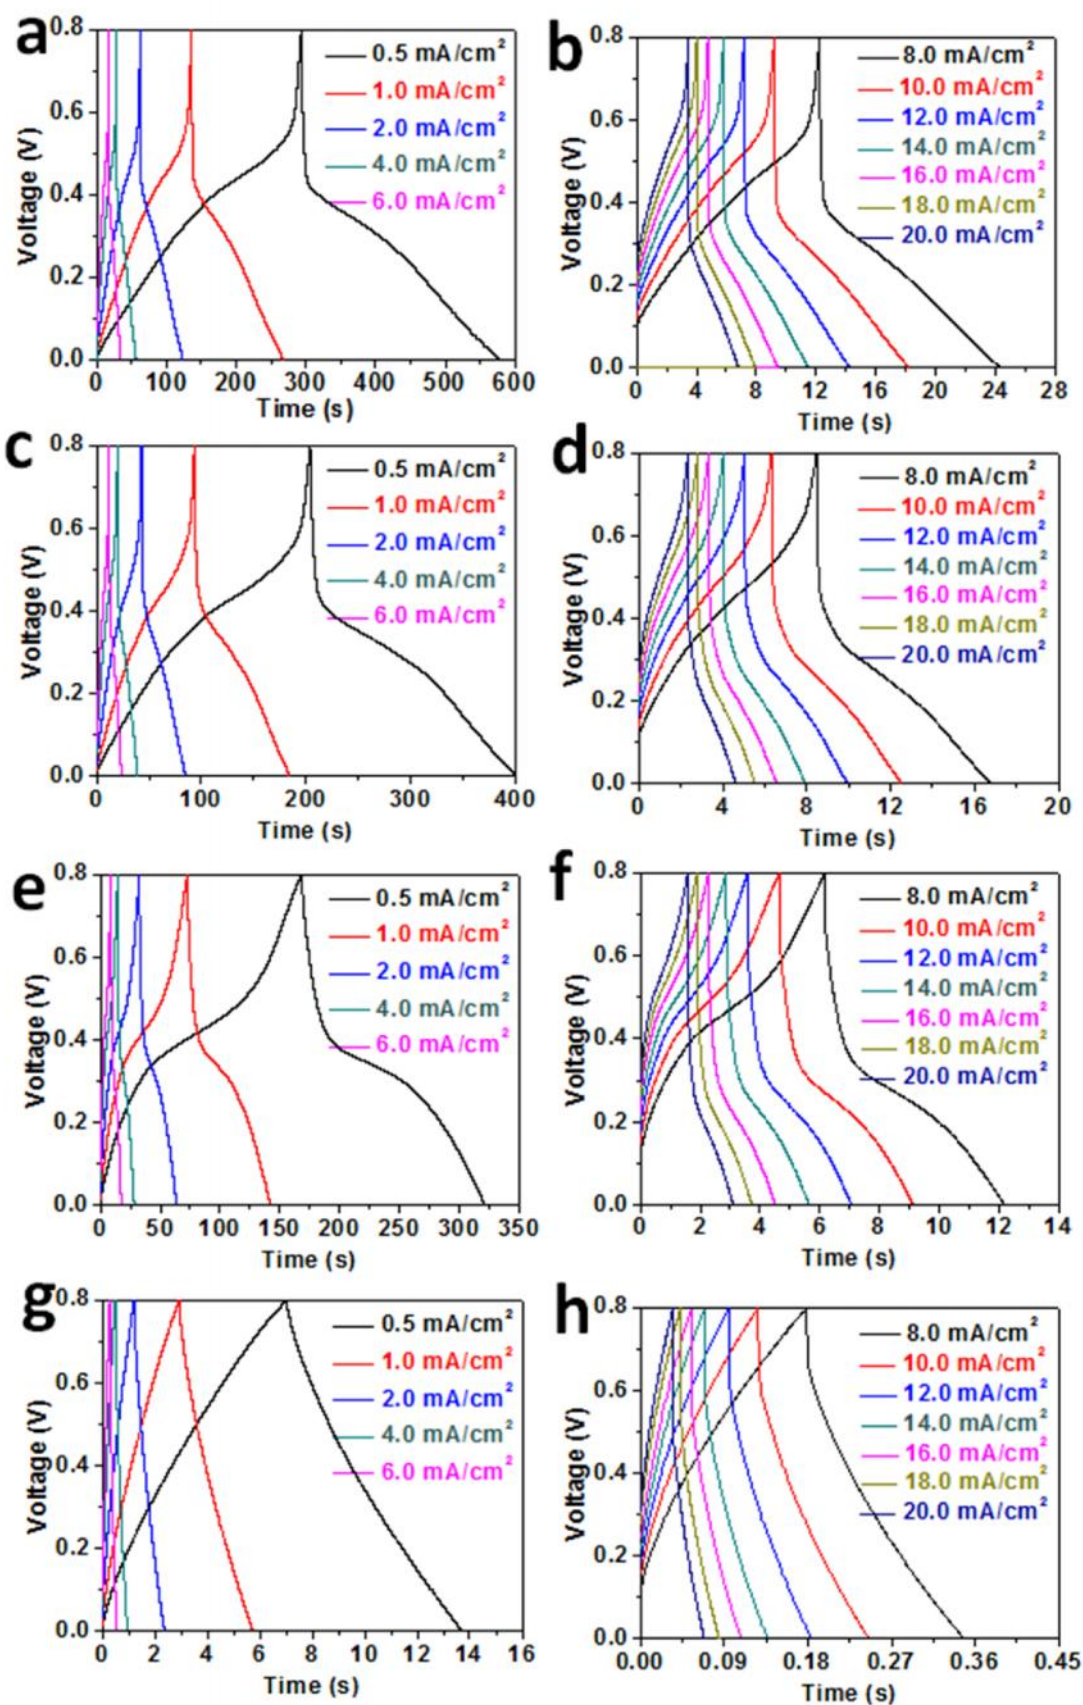 a
0.8
0.6
0.4
0.2
0.0
Voltage (V)
0.5 mA/cm²
1.0 mA/cm²
2.0 mA/cm²
4.0 mA/cm²
6.0 mA/cm²
0 100 200 300 400 500 600
Time (s)
b
0.8
0.6
0.4
0.2
0.0
Voltage (V)
8.0 mA/cm²
10.0 mA/cm²
12.0 mA/cm²
14.0 mA/cm²
16.0 mA/cm²
18.0 mA/cm²
20.0 mA/cm²
0 4 8 12 16 20 24 28
Time (s)
c
0.8
0.6
0.4
0.2
0.0
Voltage (V)
0.5 mA/cm²
1.0 mA/cm²
2.0 mA/cm²
4.0 mA/cm²
6.0 mA/cm²
0 100 200 300 400
Time (s)
d
0.8
0.6
0.4
0.2
0.0
Voltage (V)
8.0 mA/cm²
10.0 mA/cm²
12.0 mA/cm²
14.0 mA/cm²
16.0 mA/cm²
18.0 mA/cm²
20.0 mA/cm²
0 4 8 12 16 20
Time (s)
e
0.8
0.6
0.4
0.2
0.0
Voltage (V)
0.5 mA/cm²
1.0 mA/cm²
2.0 mA/cm²
4.0 mA/cm²
6.0 mA/cm²
0 50 100 150 200 250 300 350
Time (s)
f
0.8
0.6
0.4
0.2
0.0
Voltage (V)
8.0 mA/cm²
10.0 mA/cm²
12.0 mA/cm²
14.0 mA/cm²
16.0 mA/cm²
18.0 mA/cm²
20.0 mA/cm²
0 2 4 6 8 10 12 14
Time (s)
g
0.8
0.6
0.4
0.2
0.0
Voltage (V)
0.5 mA/cm²
1.0 mA/cm²
2.0 mA/cm²
4.0 mA/cm²
6.0 mA/cm²
0 2 4 6 8 10 12 14 16
Time (s)
h
0.8
0.6
0.4
0.2
0.0
Voltage (V)
8.0 mA/cm²
10.0 mA/cm²
12.0 mA/cm²
14.0 mA/cm²
16.0 mA/cm²
18.0 mA/cm²
20.0 mA/cm²
0.00 0.09 0.18 0.27 0.36 0.45
Time (s)